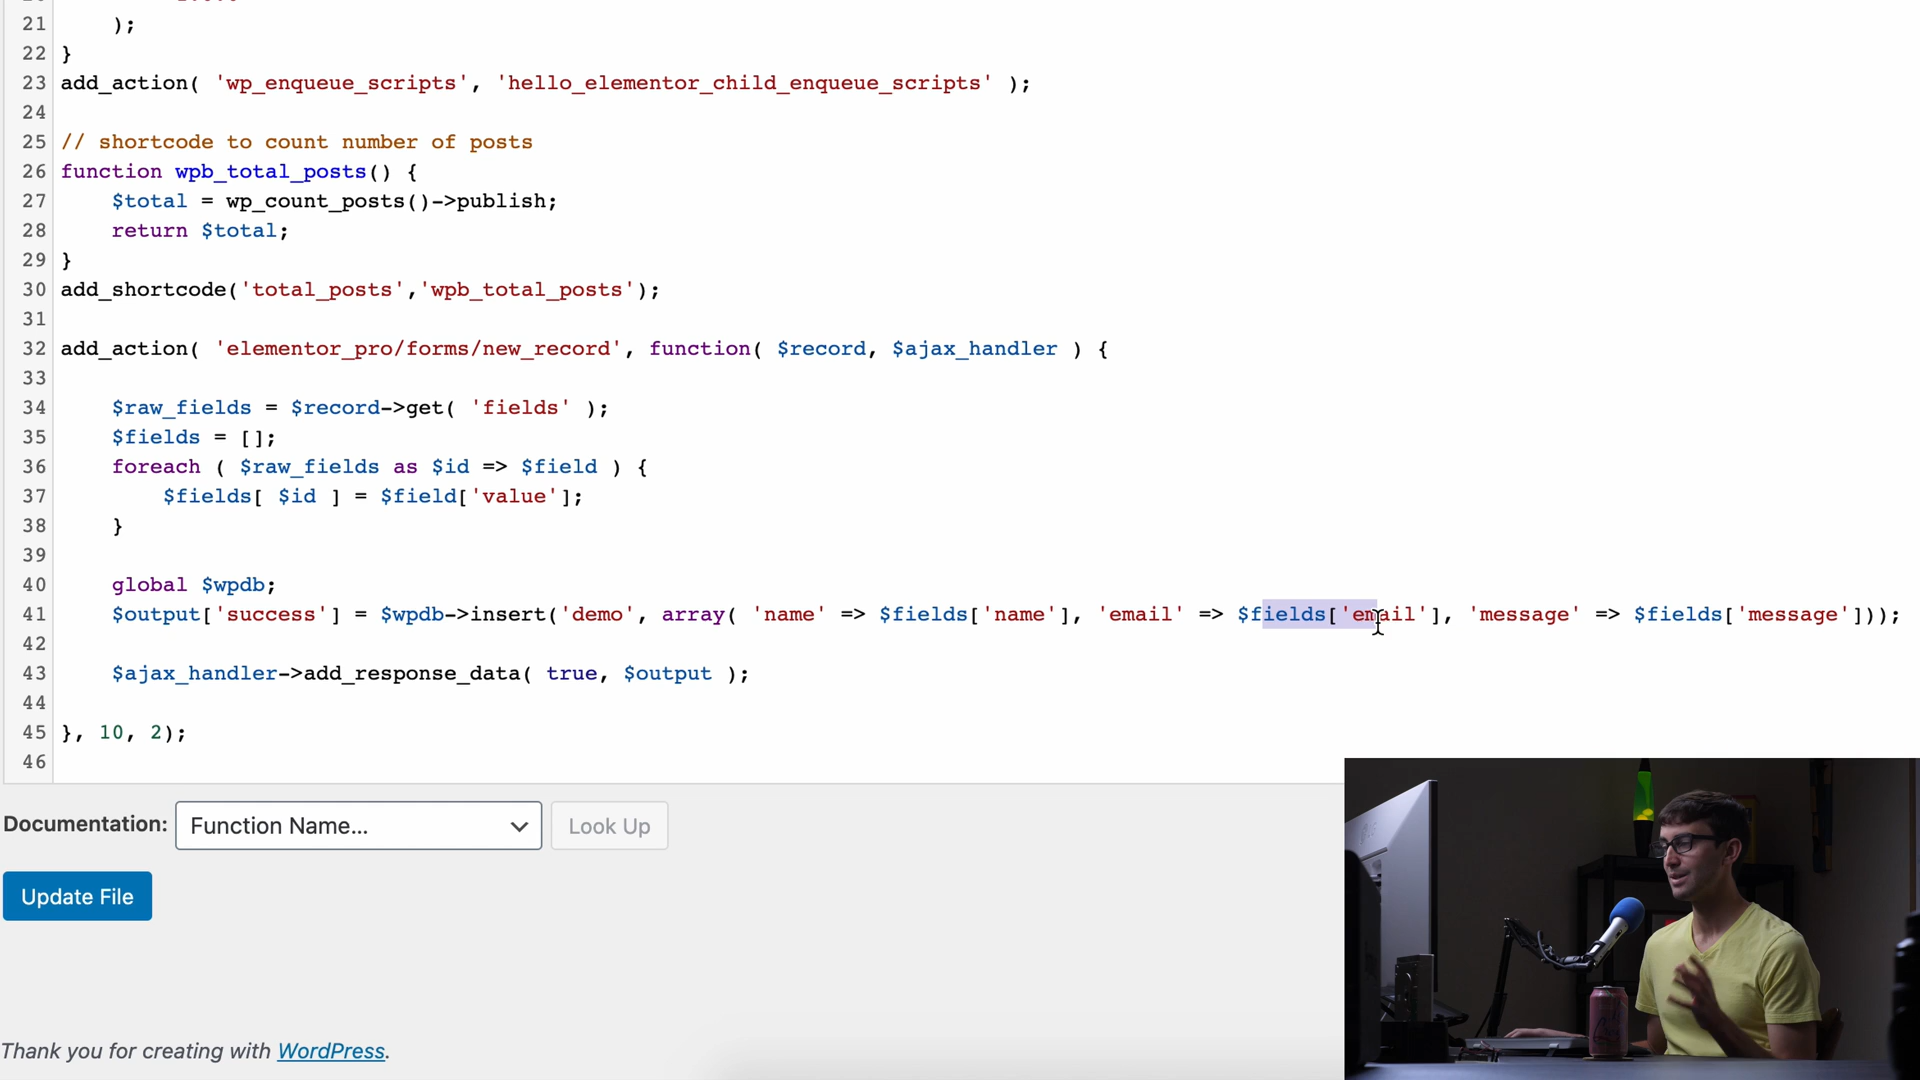 21 );
22 }
23 add_action( 'wp_enqueue_scripts', 'hello_elementor_child_enqueue_scripts' );
24
25 // shortcode to count number of posts
26 function wpb_total_posts() {
27 $total = wp_count_posts()->publish;
28 return $total;
29 }
30 add_shortcode('total_posts','wpb_total_posts');
31
32 add_action( 'elementor_pro/forms/new_record', function( $record, $ajax_handler ) {
33
34 $raw_fields = $record->get( 'fields' );
35 $fields = [];
36 foreach ( $raw_fields as $id => $field ) {
37 $fields[ $id ] = $field['value'];
38 }
39
40 global $wpdb;
41 $output['success'] = $wpdb->insert('demo', array( 'name' => $fields['name'], 'email' => $fields['email'], 'message' => $fields['message']));
42
43 $ajax_handler->add_response_data( true, $output );
44
45 }, 10, 2);
46
Documentation: Function Name... Look Up
Update File
Thank you for creating with WordPress.